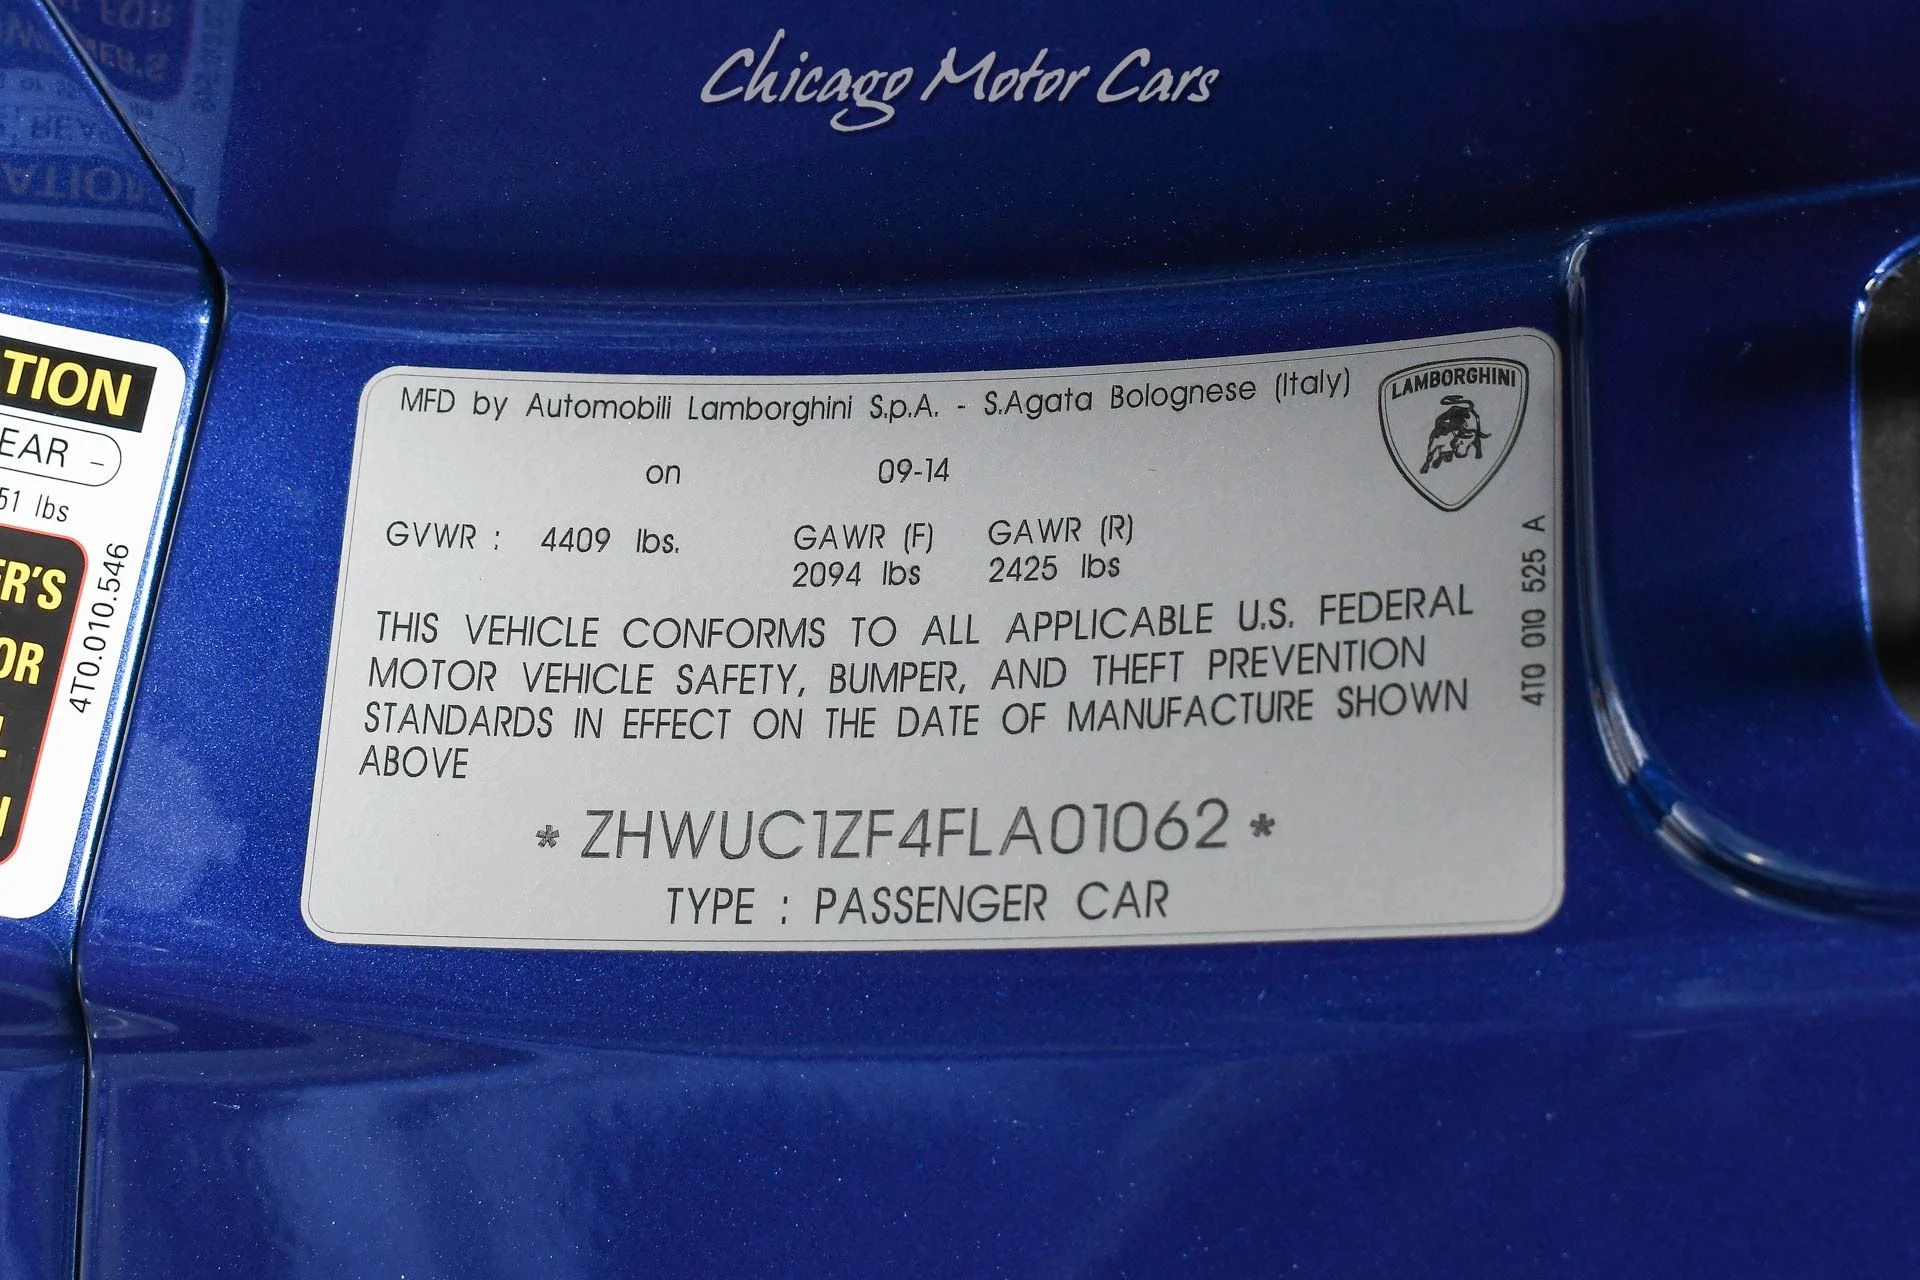 Chicago Motor Cars
TION
EAR -
51 lbs
ER'S
OR
4T0.010.546
MFD by Automobili Lamborghini S.p.A. - S.Agata Bolognese (Italy)
LAMBORGHINI
on 09-14
GVWR : 4409 lbs. GAWR (F) GAWR (R)
2094 lbs 2425 lbs
THIS VEHICLE CONFORMS TO ALL APPLICABLE U.S. FEDERAL
MOTOR VEHICLE SAFETY, BUMPER, AND THEFT PREVENTION
STANDARDS IN EFFECT ON THE DATE OF MANUFACTURE SHOWN
ABOVE
* ZHWUC1ZF4FLA01062 *
TYPE : PASSENGER CAR
4T0 010 525 A